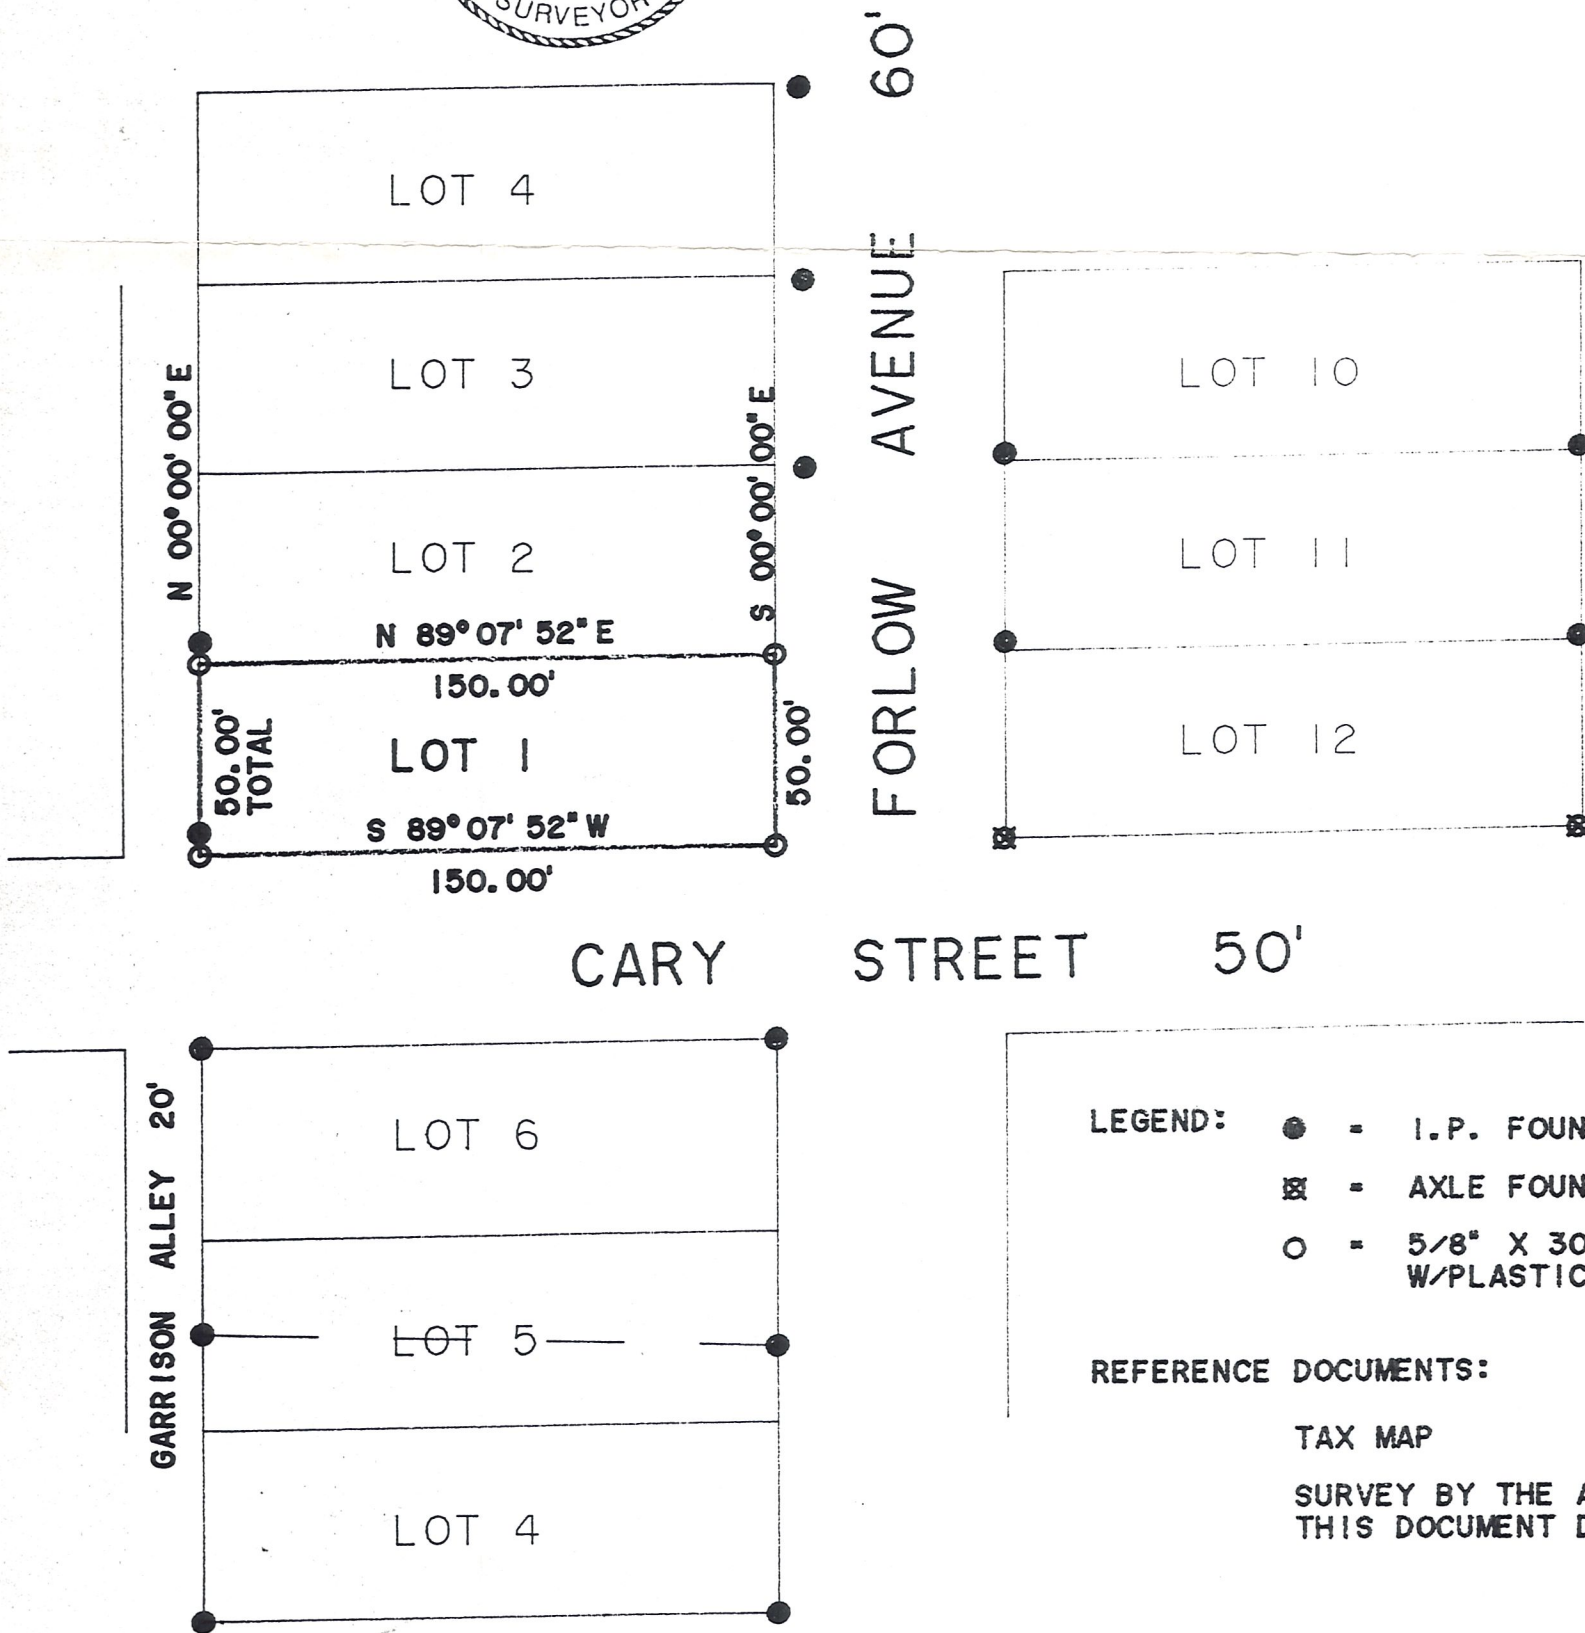 SURVEYOR
FORLOW AVENUE 60'
LOT 4
LOT 3
LOT 2
N 00° 00' 00" E
S 00° 00' 00" E
N 89° 07' 52" E
150.00'
50.00'
TOTAL
LOT 1
50.00'
S 89° 07' 52" W
150.00'
LOT 10
LOT 11
LOT 12
CARY STREET 50'
GARRISON ALLEY 20'
LOT 6
LOT 5
LOT 4
LEGEND:
● = I.P. FOUN
= AXLE FOUN
○ = 5/8" X 30
W/PLASTIC
REFERENCE DOCUMENTS:
TAX MAP
SURVEY BY THE A
THIS DOCUMENT D